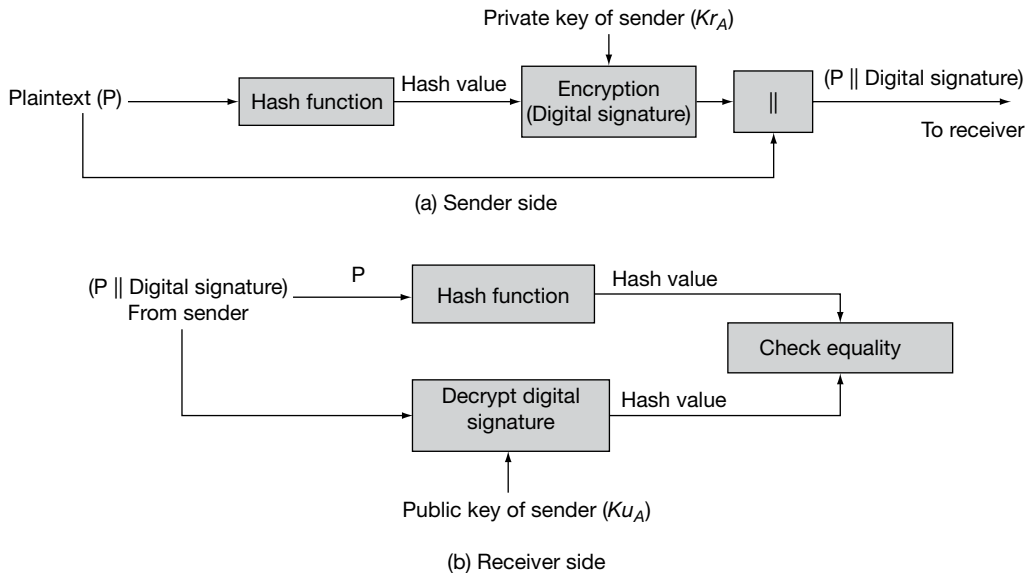 Private key of sender (Kr_A)
Plaintext (P)
Hash function
Hash value
Encryption
(Digital signature)
||
(P || Digital signature)
To receiver
(a) Sender side
(P || Digital signature)
From sender
P
Hash function
Hash value
Check equality
Decrypt digital
signature
Hash value
Public key of sender (Ku_A)
(b) Receiver side